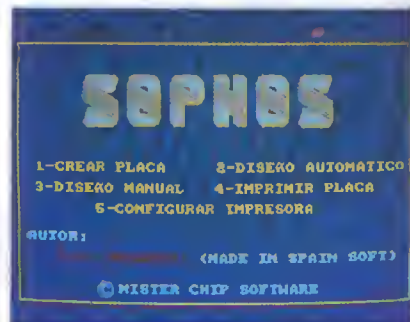 SOPHOS
1-CREAR PLACA 2-DISEÑO AUTOMATICO
3-DISEÑO MANUAL 4-IMPRIMIR PLACA
5-CONFIGURAR IMPRESORA
AUTOR:
(MADE IN SPAIN SOFT)
MISTER CHIP SOFTWARE